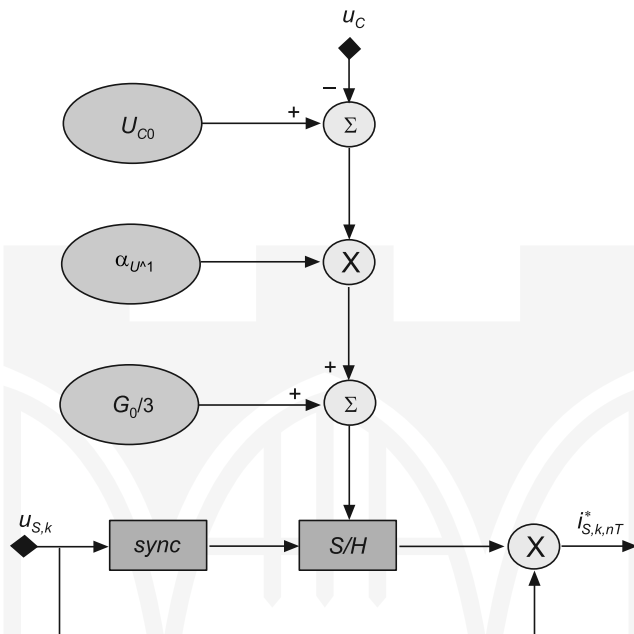 u_C
−
+
U_C0
Σ
α_U^1
X
+
+
G_0/3
Σ
u_S,k
i*_S,k,nT
sync
S/H
X